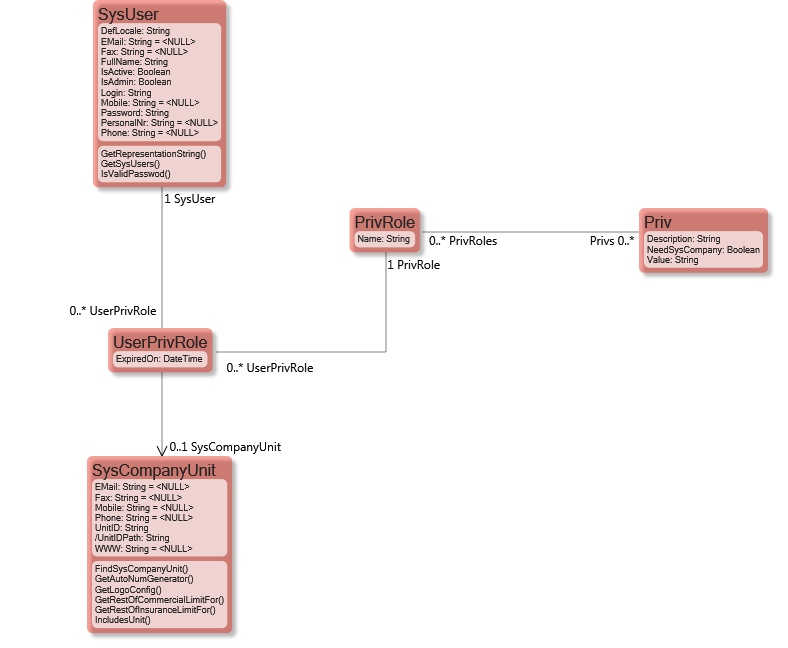 SysUser
DefLocale: String
EMail: String = <NULL>
Fax: String = <NULL>
FullName: String
IsActive: Boolean
IsAdmin: Boolean
Login: String
Mobile: String = <NULL>
Password: String
PersonalNr: String = <NULL>
Phone: String = <NULL>
GetRepresentationString()
GetSysUsers()
IsValidPasswod()
1 SysUser
PrivRole
Name: String
0..* PrivRoles
Privs 0..*
Priv
Description: String
NeedSysCompany: Boolean
Value: String
1 PrivRole
0..* UserPrivRole
UserPrivRole
ExpiredOn: DateTime
0..* UserPrivRole
0..1 SysCompanyUnit
SysCompanyUnit
EMail: String = <NULL>
Fax: String = <NULL>
Mobile: String = <NULL>
Phone: String = <NULL>
UnitID: String
/UnitIDPath: String
WWW: String = <NULL>
FindSysCompanyUnit()
GetAutoNumGenerator()
GetLogoConfig()
GetRestOfCommercialLimitFor()
GetRestOfInsuranceLimitFor()
IncludesUnit()